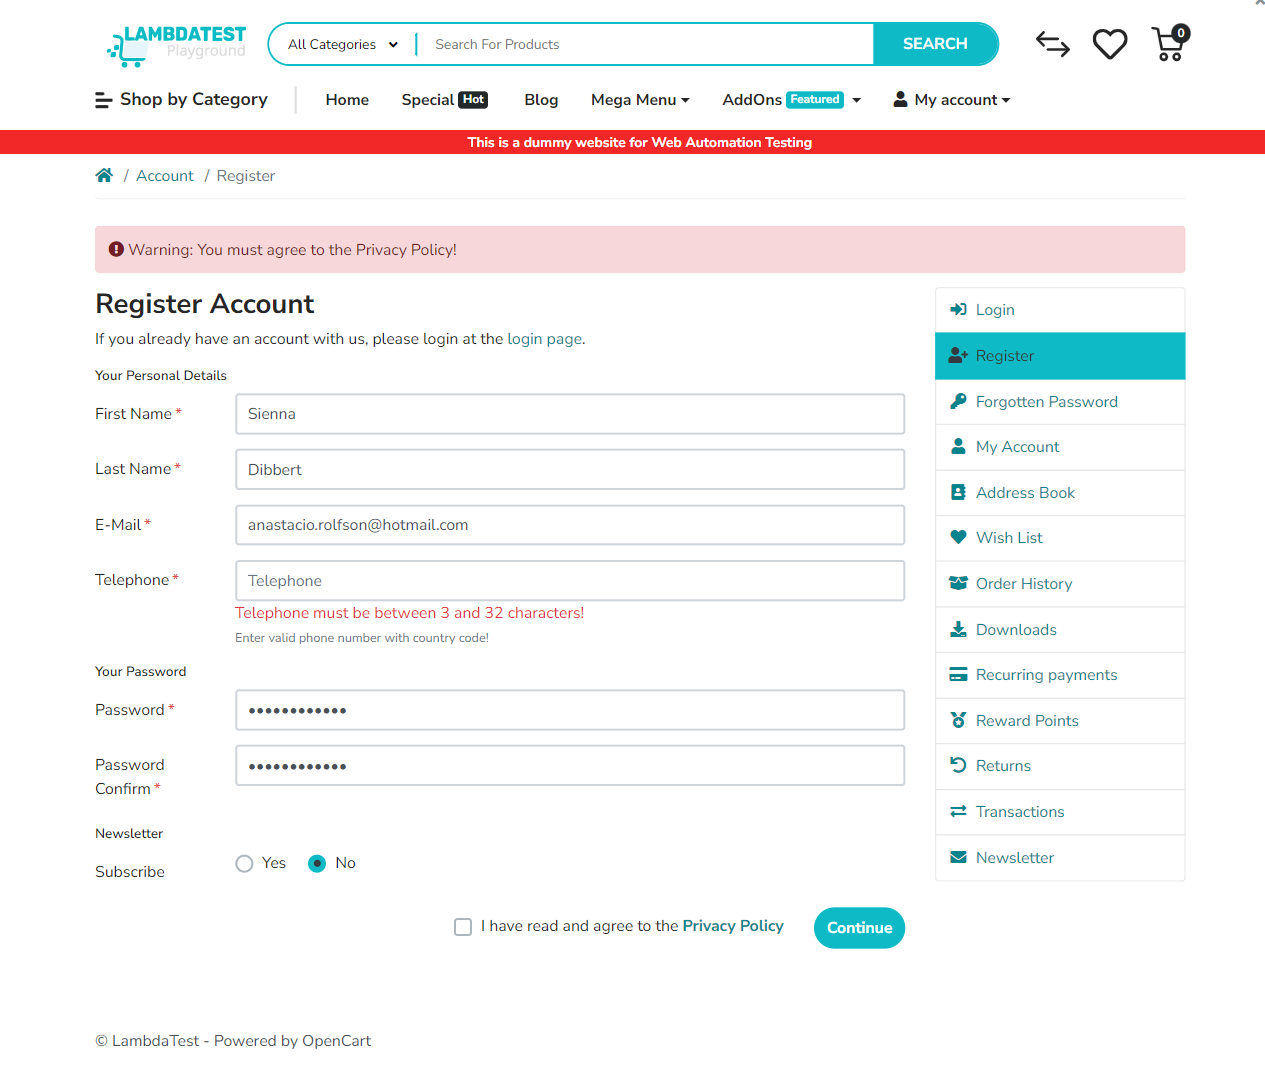 LAMBDATEST
Playground
All Categories
Search For Products
SEARCH
0
Shop by Category
Home
Special Hot
Blog
Mega Menu
AddOns Featured
My account
This is a dummy website for Web Automation Testing
/ Account / Register
Warning: You must agree to the Privacy Policy!
Register Account
If you already have an account with us, please login at the login page.
Your Personal Details
First Name *
Sienna
Last Name *
Dibbert
E-Mail *
anastacio.rolfson@hotmail.com
Telephone *
Telephone
Telephone must be between 3 and 32 characters!
Enter valid phone number with country code!
Your Password
Password *
••••••••••••
Password
Confirm *
••••••••••••
Newsletter
Subscribe
Yes
No
I have read and agree to the Privacy Policy
Continue
Login
Register
Forgotten Password
My Account
Address Book
Wish List
Order History
Downloads
Recurring payments
Reward Points
Returns
Transactions
Newsletter
© LambdaTest - Powered by OpenCart